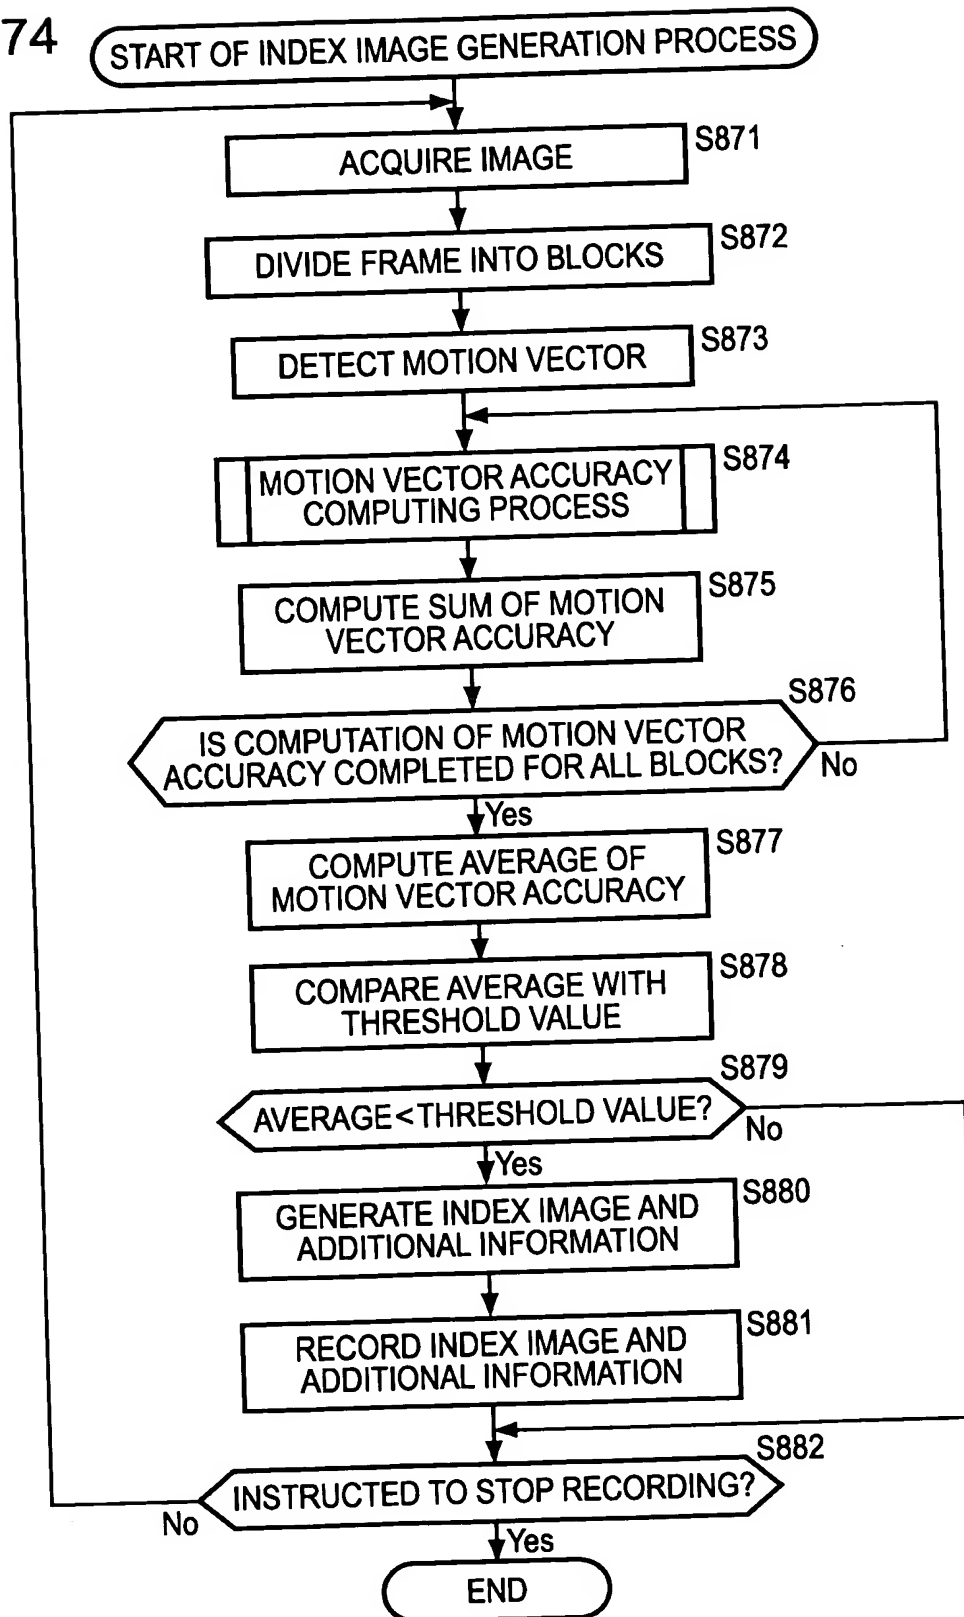 74
START OF INDEX IMAGE GENERATION PROCESS
S871
ACQUIRE IMAGE
S872
DIVIDE FRAME INTO BLOCKS
S873
DETECT MOTION VECTOR
S874
MOTION VECTOR ACCURACY
COMPUTING PROCESS
S875
COMPUTE SUM OF MOTION
VECTOR ACCURACY
S876
IS COMPUTATION OF MOTION VECTOR
ACCURACY COMPLETED FOR ALL BLOCKS?
No
Yes
S877
COMPUTE AVERAGE OF
MOTION VECTOR ACCURACY
S878
COMPARE AVERAGE WITH
THRESHOLD VALUE
S879
AVERAGE<THRESHOLD VALUE?
No
Yes
S880
GENERATE INDEX IMAGE AND
ADDITIONAL INFORMATION
S881
RECORD INDEX IMAGE AND
ADDITIONAL INFORMATION
S882
INSTRUCTED TO STOP RECORDING?
No
Yes
END